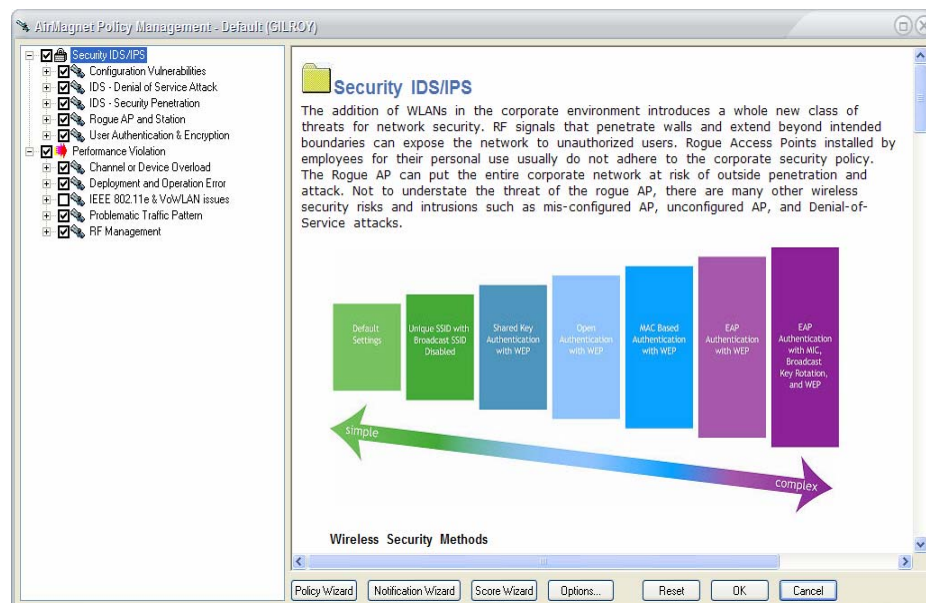 AirMagnet Policy Management - Default (GILROY)
Security IDS/IPS
Configuration Vulnerabilities
IDS - Denial of Service Attack
IDS - Security Penetration
Rogue AP and Station
User Authentication & Encryption
Performance Violation
Channel or Device Overload
Deployment and Operation Error
IEEE 802.11e & VoWLAN issues
Problematic Traffic Pattern
RF Management
Security IDS/IPS
The addition of WLANs in the corporate environment introduces a whole new class of
threats for network security. RF signals that penetrate walls and extend beyond intended
boundaries can expose the network to unauthorized users. Rogue Access Points installed by
employees for their personal use usually do not adhere to the corporate security policy.
The Rogue AP can put the entire corporate network at risk of outside penetration and
attack. Not to understate the threat of the rogue AP, there are many other wireless
security risks and intrusions such as mis-configured AP, unconfigured AP, and Denial-of-
Service attacks.
Default
Settings
Unique SSID with
Broadcast SSID
Disabled
Shared Key
Authentication
with WEP
Open
Authentication
with WEP
MAC Based
Authentication
with WEP
EAP
Authentication
with WEP
EAP
Authentication
with MIC,
Broadcast
Key Rotation,
and WEP
simple
complex
Wireless Security Methods
Policy Wizard
Notification Wizard
Score Wizard
Options...
Reset
OK
Cancel